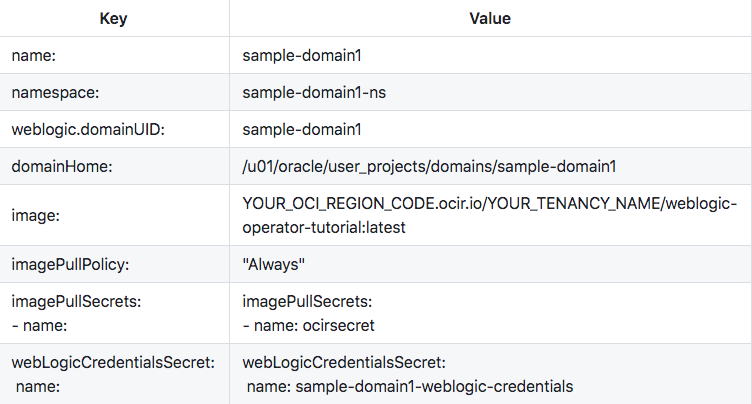 Key Value
name: sample-domain1
namespace: sample-domain1-ns
weblogic.domainUID: sample-domain1
domainHome: /u01/oracle/user_projects/domains/sample-domain1
image: YOUR_OCI_REGION_CODE.ocir.io/YOUR_TENANCY_NAME/weblogic-
operator-tutorial:latest
imagePullPolicy: "Always"
imagePullSecrets: imagePullSecrets:
- name: - name: ocirsecret
webLogicCredentialsSecret: webLogicCredentialsSecret:
name: name: sample-domain1-weblogic-credentials